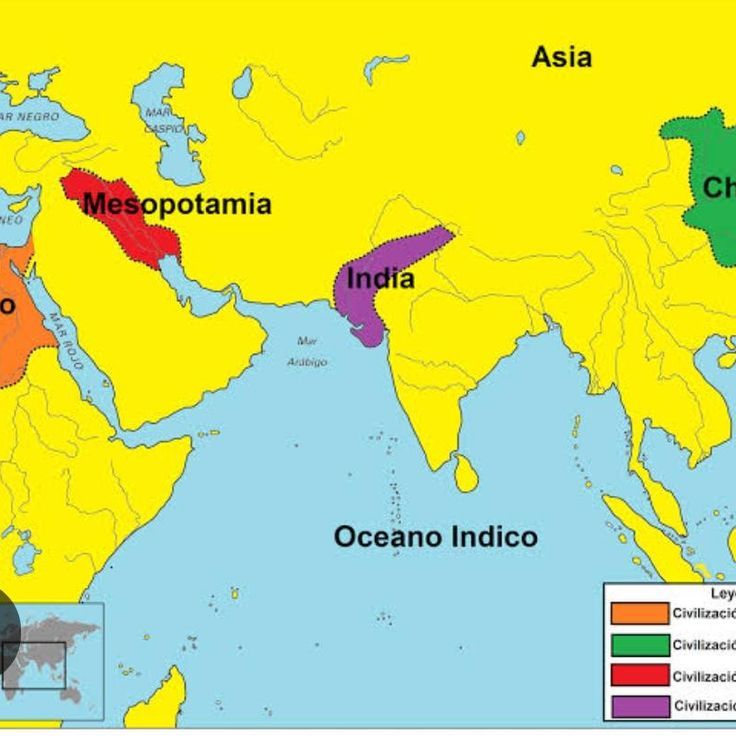 Asia
AR NEGRO
MAR
CASPIO
Ch
Mesopotamia
NEO
India
o
MAR ROJO
Mar
Arábigo
Oceano Indico
Ley
Civilizació
Civilizació
Civilizació
Civilizació